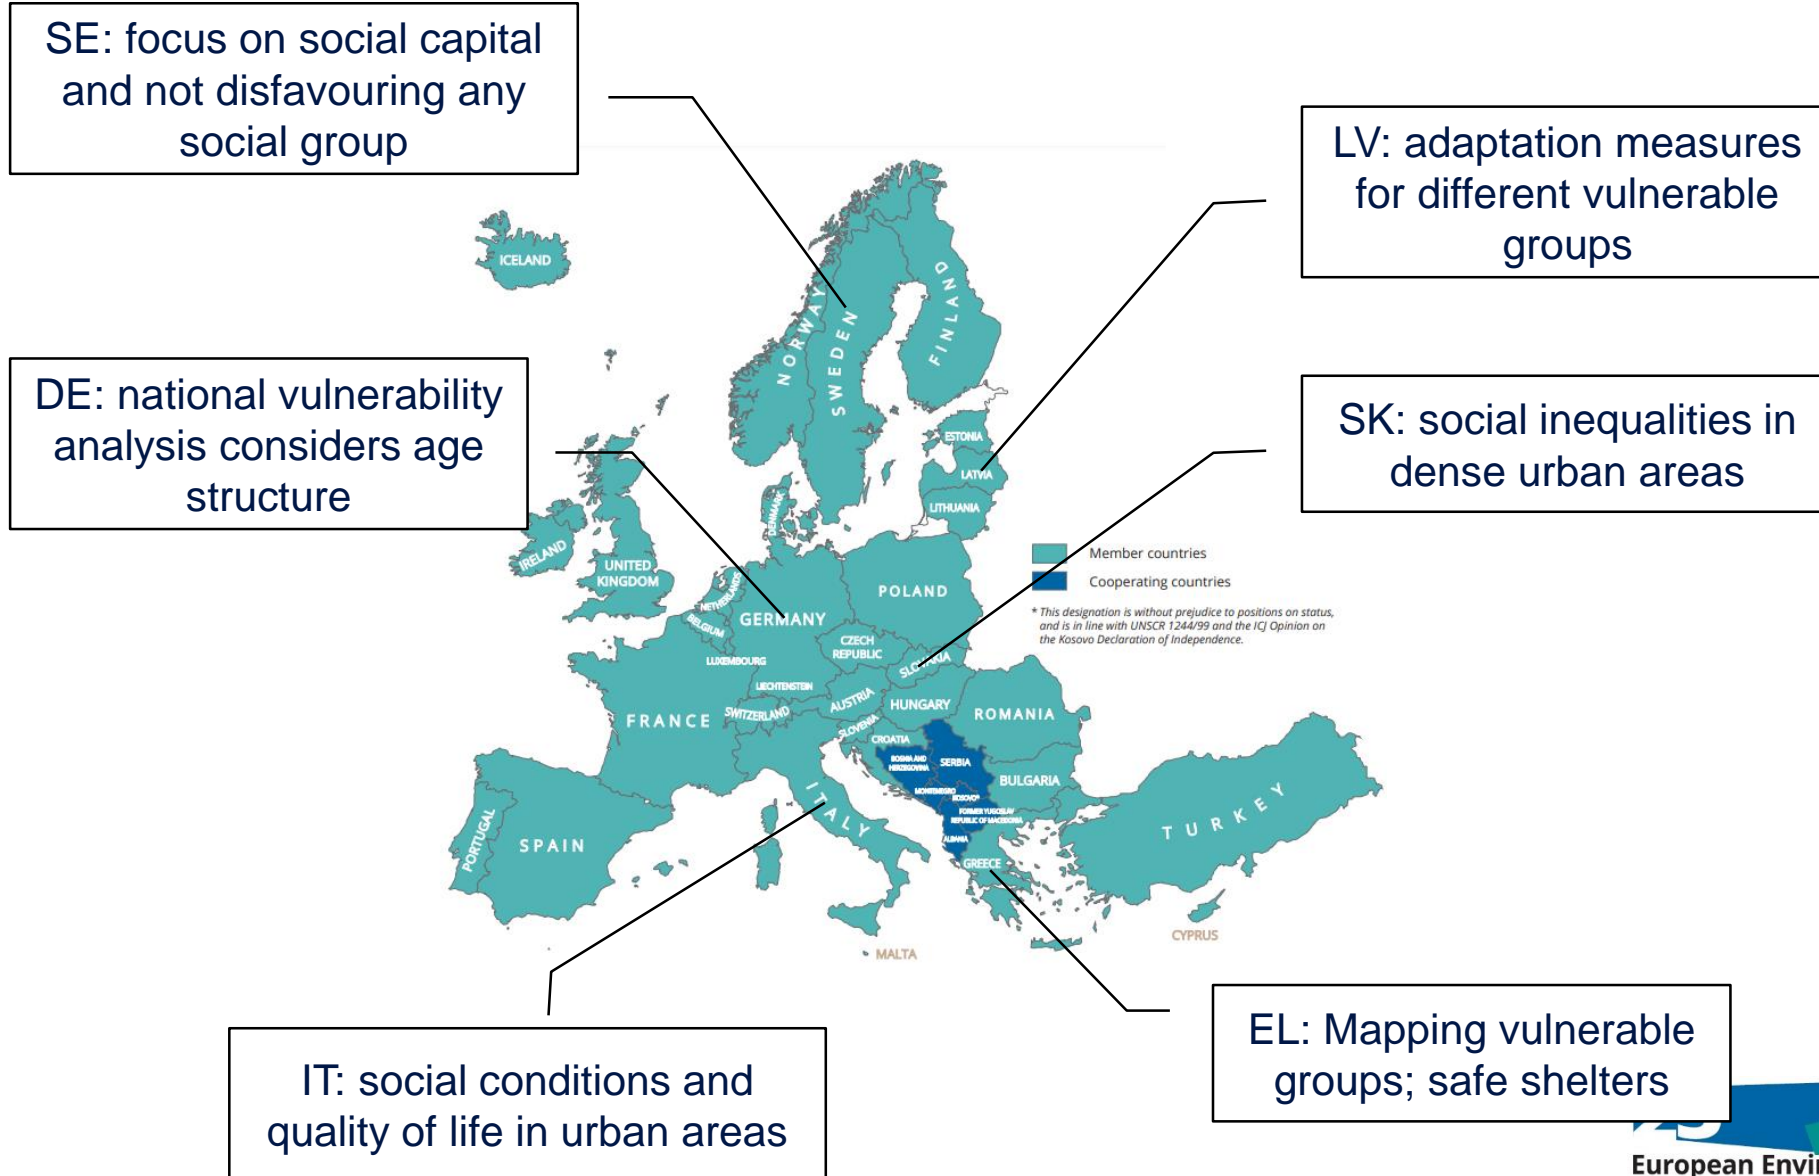 SE: focus on social capital
and not disfavouring any
social group
LV: adaptation measures
for different vulnerable
groups
DE: national vulnerability
analysis considers age
structure
SK: social inequalities in
dense urban areas
ICELAND
NORWAY
SWEDEN
FINLAND
ESTONIA
LATVIA
LITHUANIA
DENMARK
IRELAND
UNITED
KINGDOM
NETHERLANDS
BELGIUM
LUXEMBOURG
GERMANY
POLAND
CZECH
REPUBLIC
SLOVAKIA
LIECHTENSTEIN
SWITZERLAND
AUSTRIA
HUNGARY
SLOVENIA
CROATIA
ROMANIA
FRANCE
BOSNIA AND
HERZEGOVINA
SERBIA
MONTENEGRO
KOSOVO*
BULGARIA
FORMER YUGOSLAV
REPUBLIC OF MACEDONIA
ALBANIA
ITALY
PORTUGAL
SPAIN
GREECE
TURKEY
MALTA
CYPRUS
Member countries
Cooperating countries
* This designation is without prejudice to positions on status,
and is in line with UNSCR 1244/99 and the ICJ Opinion on
the Kosovo Declaration of Independence.
IT: social conditions and
quality of life in urban areas
EL: Mapping vulnerable
groups; safe shelters
European Envir